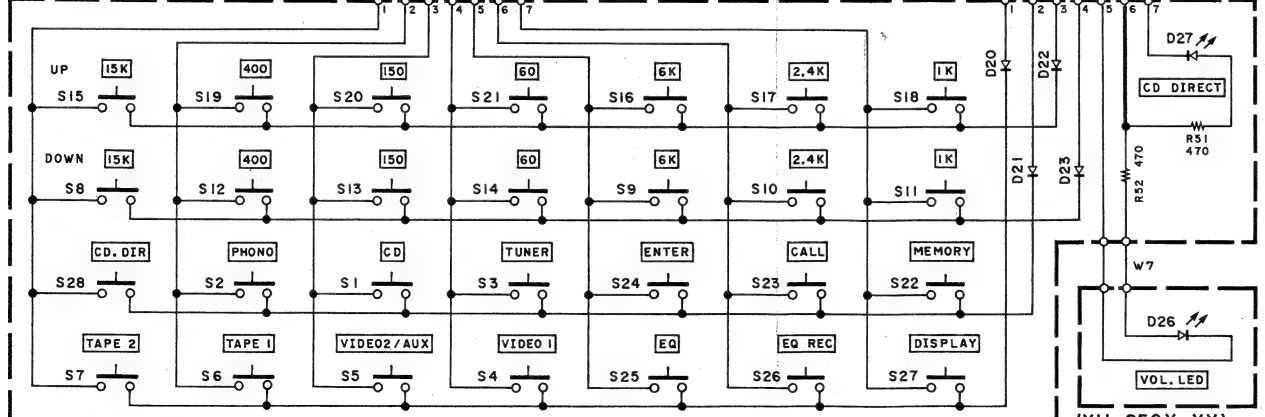 1 2 3 4 5 6 7 1 2 3 4 5 6 7
UP 15K 400 150 60 6K 2.4K 1K D20 D22 D27
S15 S19 S20 S21 S16 S17 S18 CD DIRECT
R51
470
DOWN 15K 400 150 60 6K 2.4K 1K D21 D23 R52 470
S8 S12 S13 S14 S9 S10 S11
CD. DIR PHONO CD TUNER ENTER CALL MEMORY
S28 S2 S1 S3 S24 S23 S22 W7
D26
TAPE 2 TAPE 1 VIDEO2/AUX VIDEO 1 EQ EQ REC DISPLAY
S7 S6 S5 S4 S25 S26 S27 VOL. LED